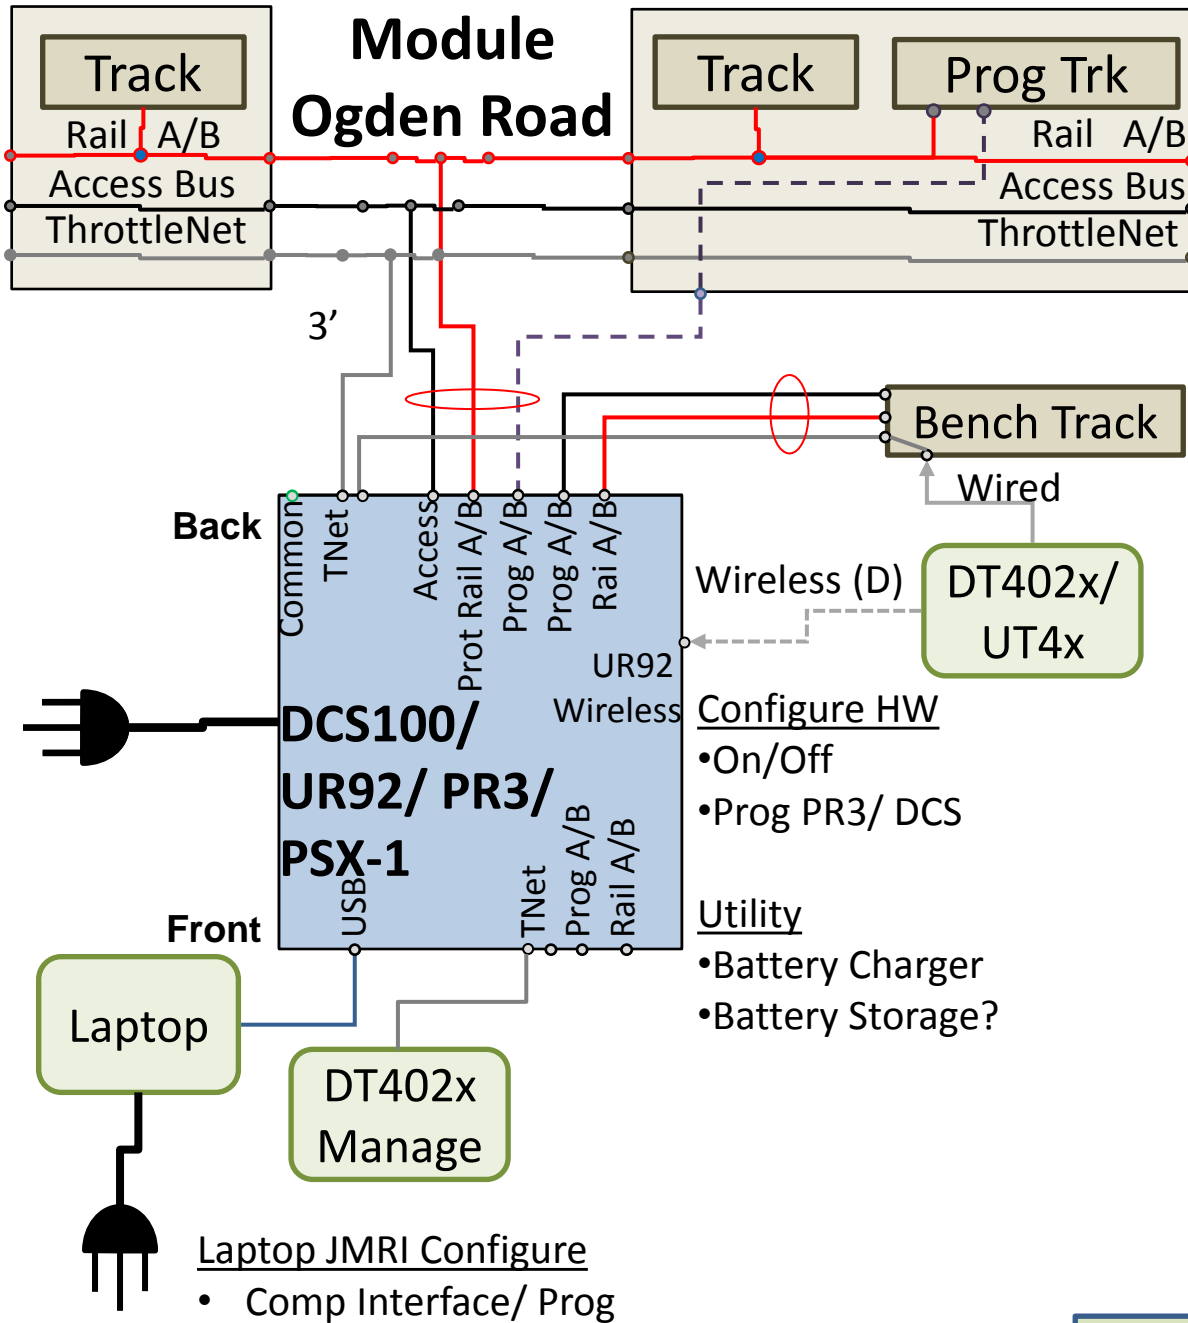 Module
Ogden Road
Track
Track
Prog Trk
Rail A/B
Rail A/B
Access Bus
Access Bus
ThrottleNet
ThrottleNet
3’
Bench Track
Wired
Back
Common
TNet
Access
Prot Rail A/B
Prog A/B
Prog A/B
Rai A/B
Wireless (D)
DT402x/
UT4x
UR92
Wireless
DCS100/
UR92/ PR3/
PSX-1
Configure HW
•On/Off
•Prog PR3/ DCS
USB
TNet
Prog A/B
Rail A/B
Front
Utility
•Battery Charger
•Battery Storage?
Laptop
DT402x
Manage
Laptop JMRI Configure
• Comp Interface/ Prog